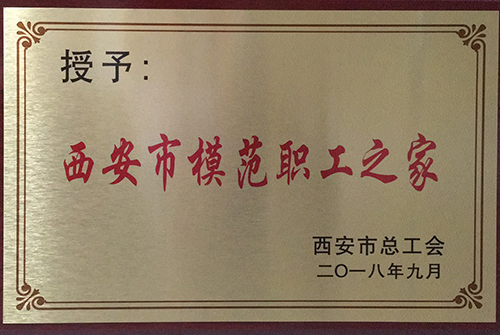 授予：
西安市模范职工之家
西安市总工会
二〇一八年九月